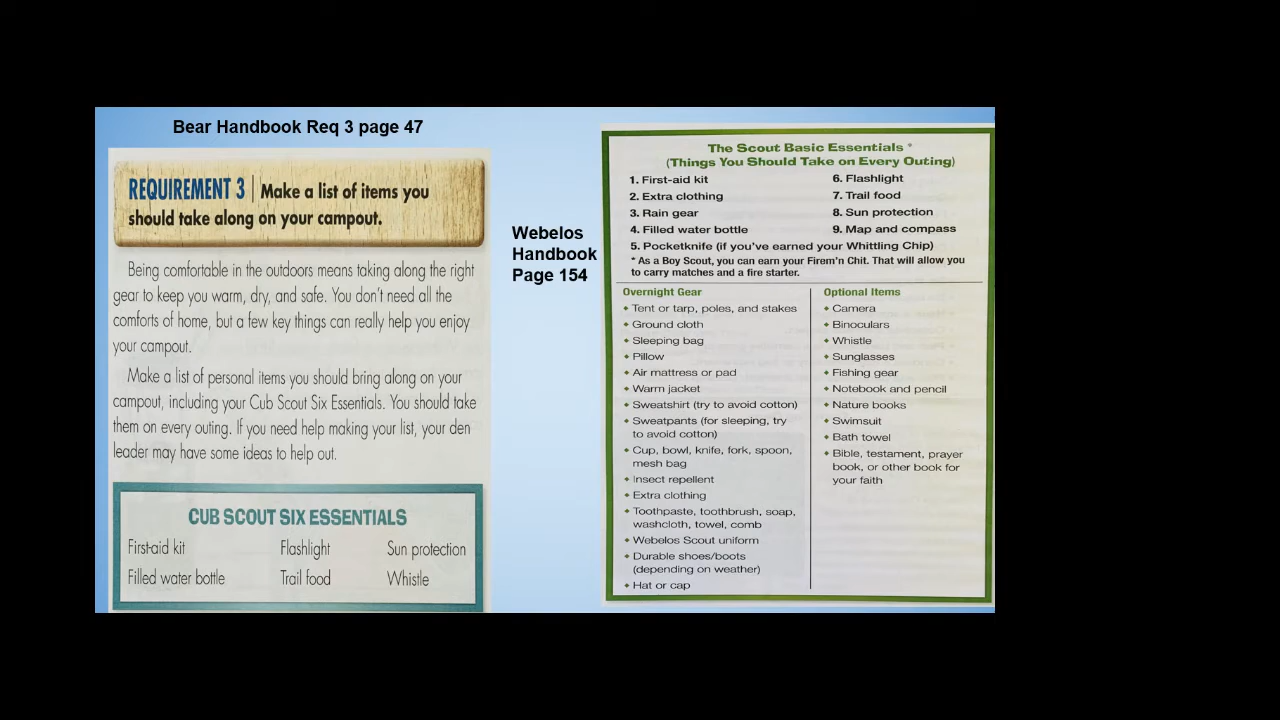 Bear Handbook Req 3 page 47
REQUIREMENT 3 | Make a list of items you
should take along on your campout.
Being comfortable in the outdoors means taking along the right
gear to keep you warm, dry, and safe. You don't need all the
comforts of home, but a few key things can really help you enjoy
your campout.
Make a list of personal items you should bring along on your
campout, including your Cub Scout Six Essentials. You should take
them on every outing. If you need help making your list, your den
leader may have some ideas to help out.
CUB SCOUT SIX ESSENTIALS
First-aid kit Flashlight Sun protection
Filled water bottle Trail food Whistle
Webelos
Handbook
Page 154
The Scout Basic Essentials *
(Things You Should Take on Every Outing)
1. First-aid kit
2. Extra clothing
3. Rain gear
4. Filled water bottle
5. Pocketknife (if you've earned your Whittling Chip)
6. Flashlight
7. Trail food
8. Sun protection
9. Map and compass
* As a Boy Scout, you can earn your Firem'n Chit. That will allow you
to carry matches and a fire starter.
Overnight Gear
• Tent or tarp, poles, and stakes
• Ground cloth
• Sleeping bag
• Pillow
• Air mattress or pad
• Warm jacket
• Sweatshirt (try to avoid cotton)
• Sweatpants (for sleeping, try
to avoid cotton)
• Cup, bowl, knife, fork, spoon,
mesh bag
• Insect repellent
• Extra clothing
• Toothpaste, toothbrush, soap,
washcloth, towel, comb
• Webelos Scout uniform
• Durable shoes/boots
(depending on weather)
• Hat or cap
Optional Items
• Camera
• Binoculars
• Whistle
• Sunglasses
• Fishing gear
• Notebook and pencil
• Nature books
• Swimsuit
• Bath towel
• Bible, testament, prayer
book, or other book for
your faith